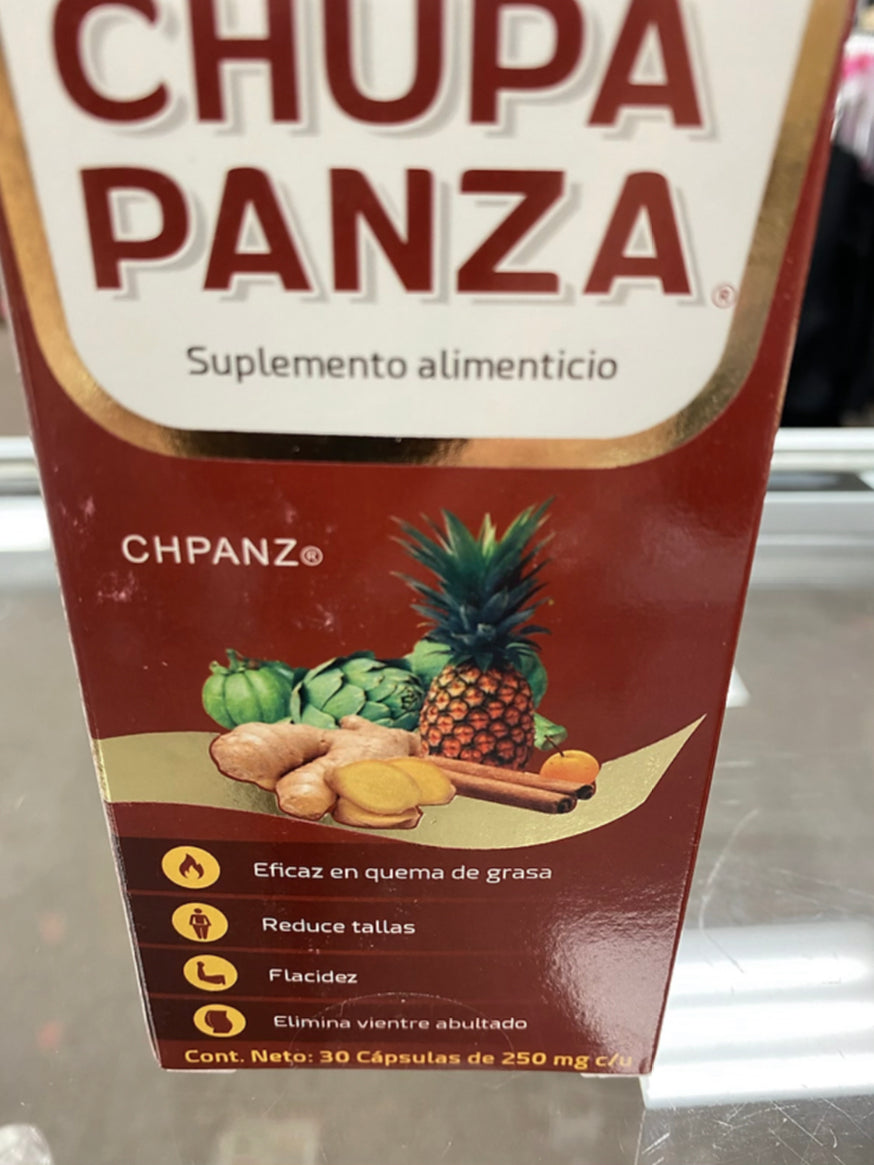 CHUPA
PANZA®
Suplemento alimenticio
CHPANZ®
Eficaz en quema de grasa
Reduce tallas
Flacidez
Elimina vientre abultado
Cont. Neto: 30 Cápsulas de 250 mg c/u